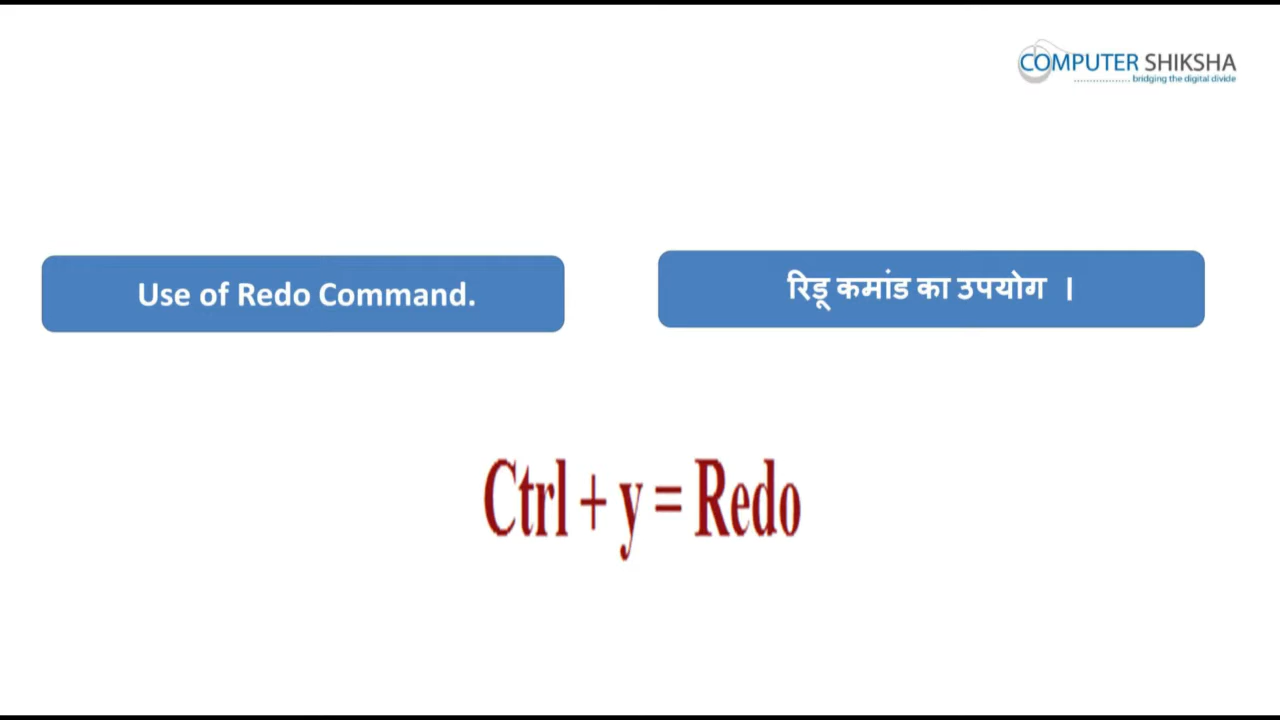 COMPUTER SHIKSHA
bridging the digital divide
Use of Redo Command.
रिडू कमांड का उपयोग ।
Ctrl + y = Redo